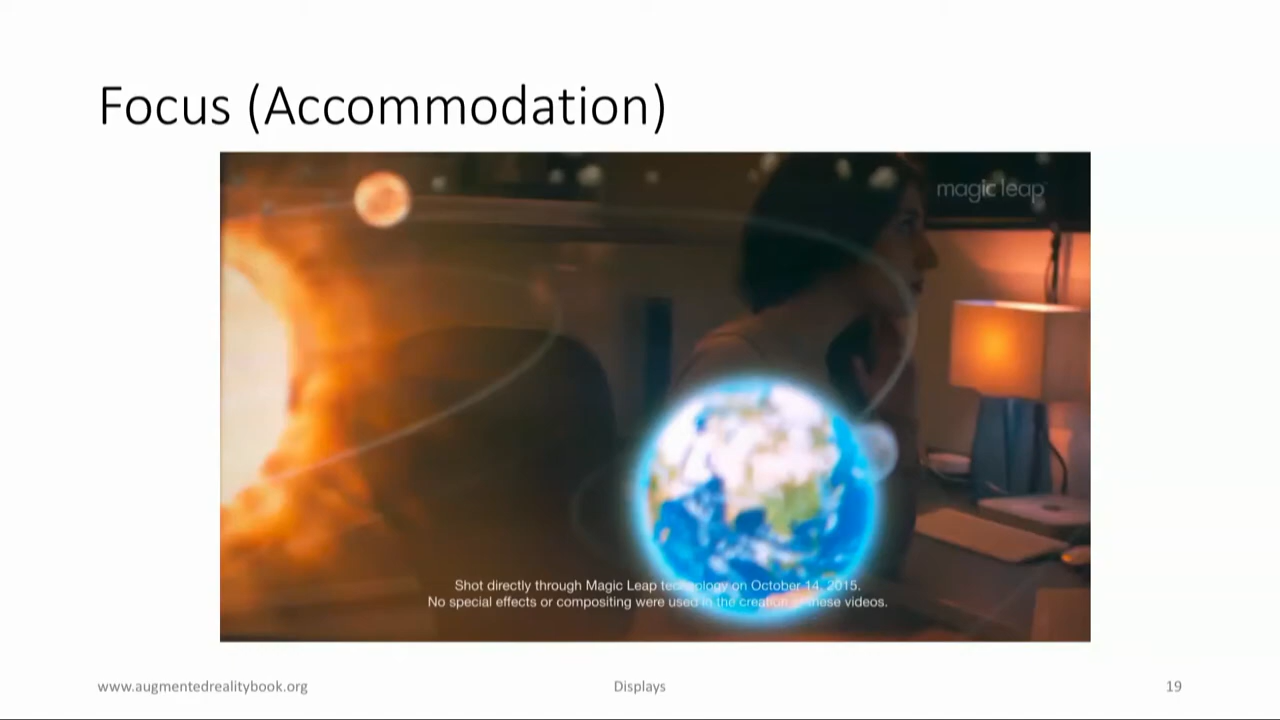 Focus (Accommodation)
magic leap
Shot directly through Magic Leap technology on October 14, 2015.
No special effects or compositing were used in the creation of these videos.
www.augmentedrealitybook.org
Displays
19